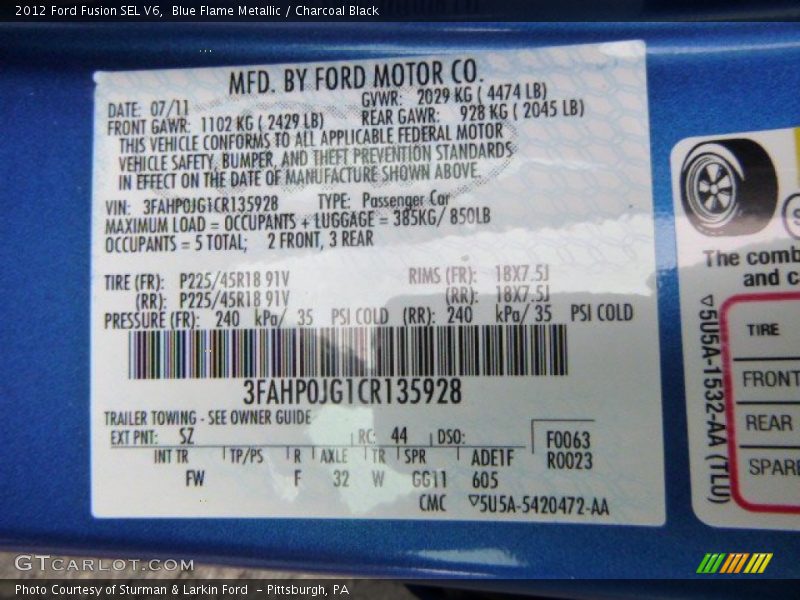 2012 Ford Fusion SEL V6,  Blue Flame Metallic / Charcoal Black
MFD. BY FORD MOTOR CO.
DATE: 07/11
GVWR: 2029 KG ( 4474 LB)
FRONT GAWR: 1102 KG ( 2429 LB)
REAR GAWR: 928 KG ( 2045 LB)
THIS VEHICLE CONFORMS TO ALL APPLICABLE FEDERAL MOTOR
VEHICLE SAFETY, BUMPER, AND THEFT PREVENTION STANDARDS
IN EFFECT ON THE DATE OF MANUFACTURE SHOWN ABOVE.
VIN: 3FAHP0JG1CR135928 TYPE: Passenger Car
MAXIMUM LOAD = OCCUPANTS + LUGGAGE = 385KG/ 850LB
OCCUPANTS = 5 TOTAL; 2 FRONT, 3 REAR
TIRE (FR): P225/45R18 91V RIMS (FR): 18X7.5J
(RR): P225/45R18 91V (RR): 18X7.5J
PRESSURE (FR): 240 kPa/ 35 PSI COLD (RR): 240 kPa/ 35 PSI COLD
3FAHP0JG1CR135928
TRAILER TOWING - SEE OWNER GUIDE
EXT PNT: SZ RC: 44 DSO: F0063
INT TR TP/PS R AXLE TR SPR ADE1F R0023
FW F 32 W GG11 605
CMC ▽5U5A-5420472-AA
The comb
and c
TIRE
FRONT
REAR
SPARE
▽5U5A-1532-AA (TLU)
GTCARLOT.COM
Photo Courtesy of Sturman & Larkin Ford  - Pittsburgh, PA